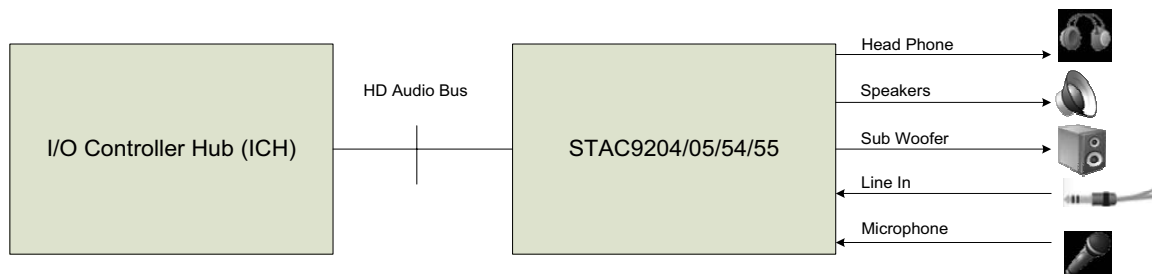 Head Phone
HD Audio Bus
Speakers
I/O Controller Hub (ICH)
STAC9204/05/54/55
Sub Woofer
Line In
Microphone